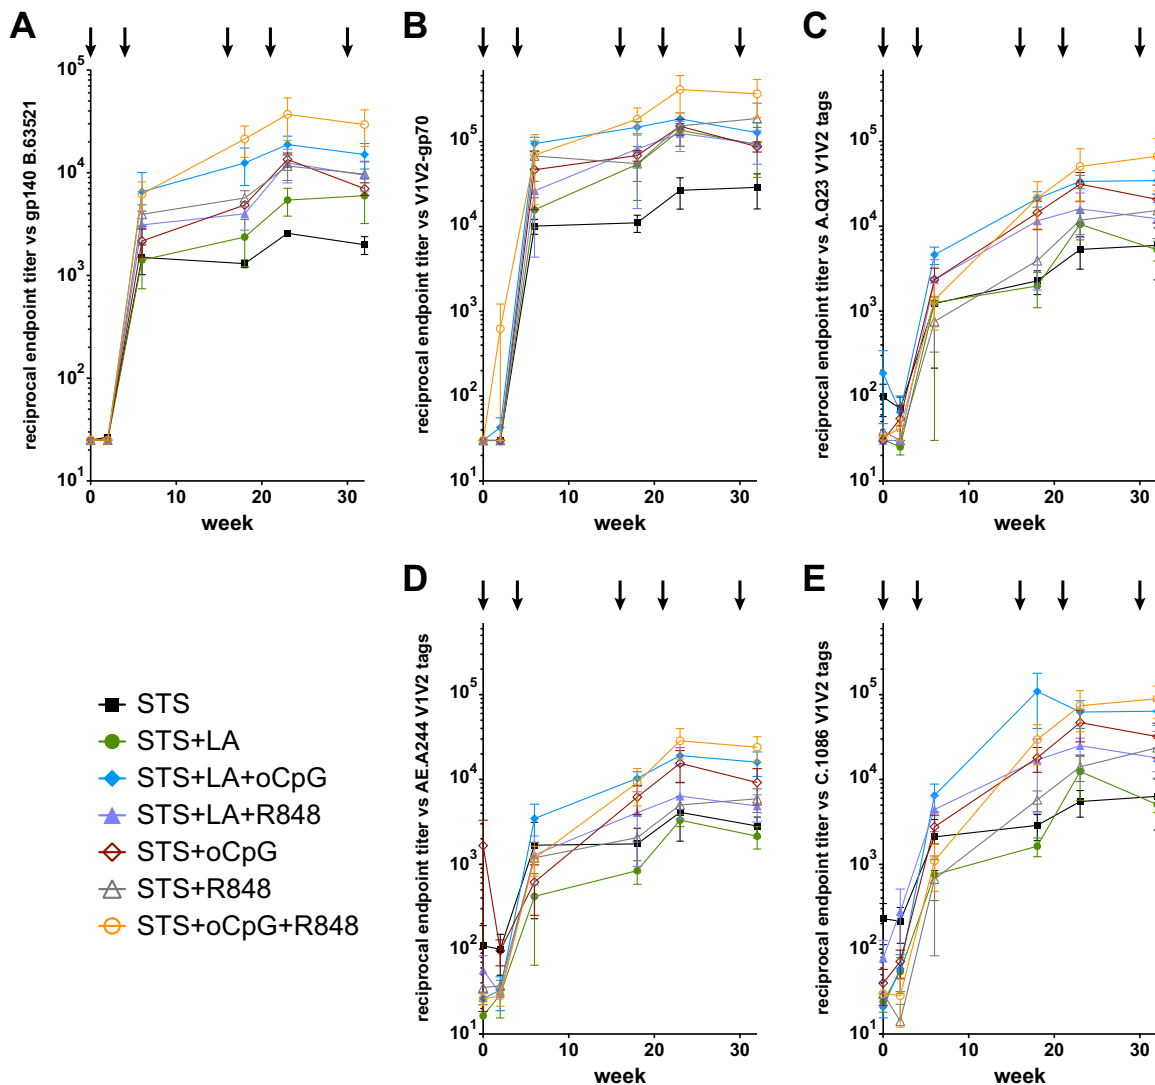 A
B
C
reciprocal endpoint titer vs gp140 B.63521
10^5
10^4
10^3
10^2
10^1
0
10
20
30
week
reciprocal endpoint titer vs V1V2-gp70
10^5
10^4
10^3
10^2
10^1
0
10
20
30
week
reciprocal endpoint titer vs A.Q23 V1V2 tags
10^5
10^4
10^3
10^2
10^1
0
10
20
30
week
D
E
STS
STS+LA
STS+LA+oCpG
STS+LA+R848
STS+oCpG
STS+R848
STS+oCpG+R848
reciprocal endpoint titer vs AE.A244 V1V2 tags
10^5
10^4
10^3
10^2
10^1
0
10
20
30
week
reciprocal endpoint titer vs C.1086 V1V2 tags
10^5
10^4
10^3
10^2
10^1
0
10
20
30
week